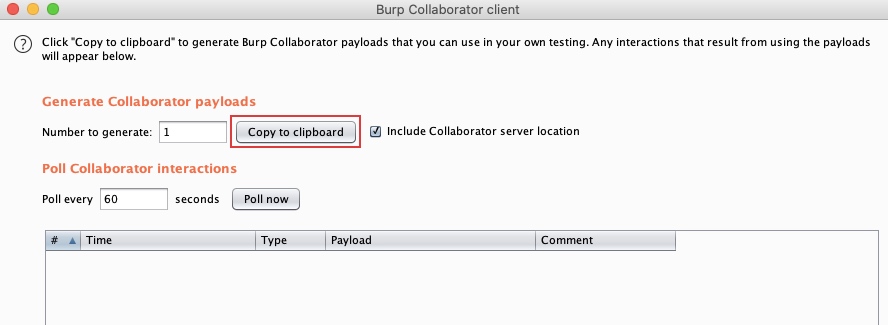 Burp Collaborator client
Click "Copy to clipboard" to generate Burp Collaborator payloads that you can use in your own testing. Any interactions that result from using the payloads
will appear below.
Generate Collaborator payloads
Number to generate: 1 Copy to clipboard Include Collaborator server location
Poll Collaborator interactions
Poll every 60 seconds Poll now
# Time Type Payload Comment